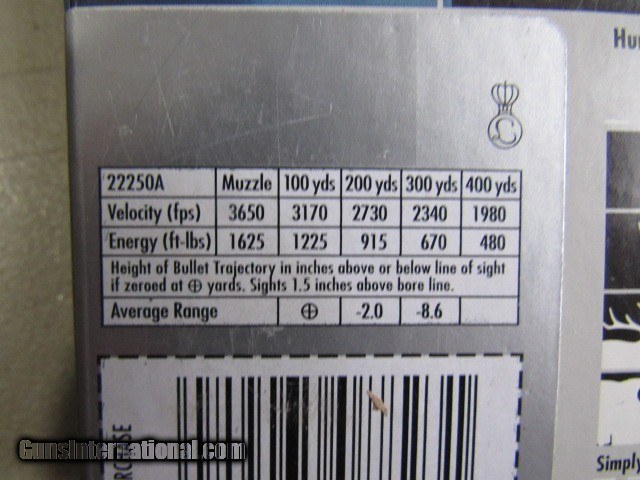 Hu
L
22250A Muzzle 100 yds 200 yds 300 yds 400 yds
Velocity (fps) 3650 3170 2730 2340 1980
Energy (ft-lbs) 1625 1225 915 670 480
Height of Bullet Trajectory in inches above or below line of sight
if zeroed at ⊕ yards. Sights 1.5 inches above bore line.
Average Range ⊕ -2.0 -8.6
GunsInternational.com
Simply